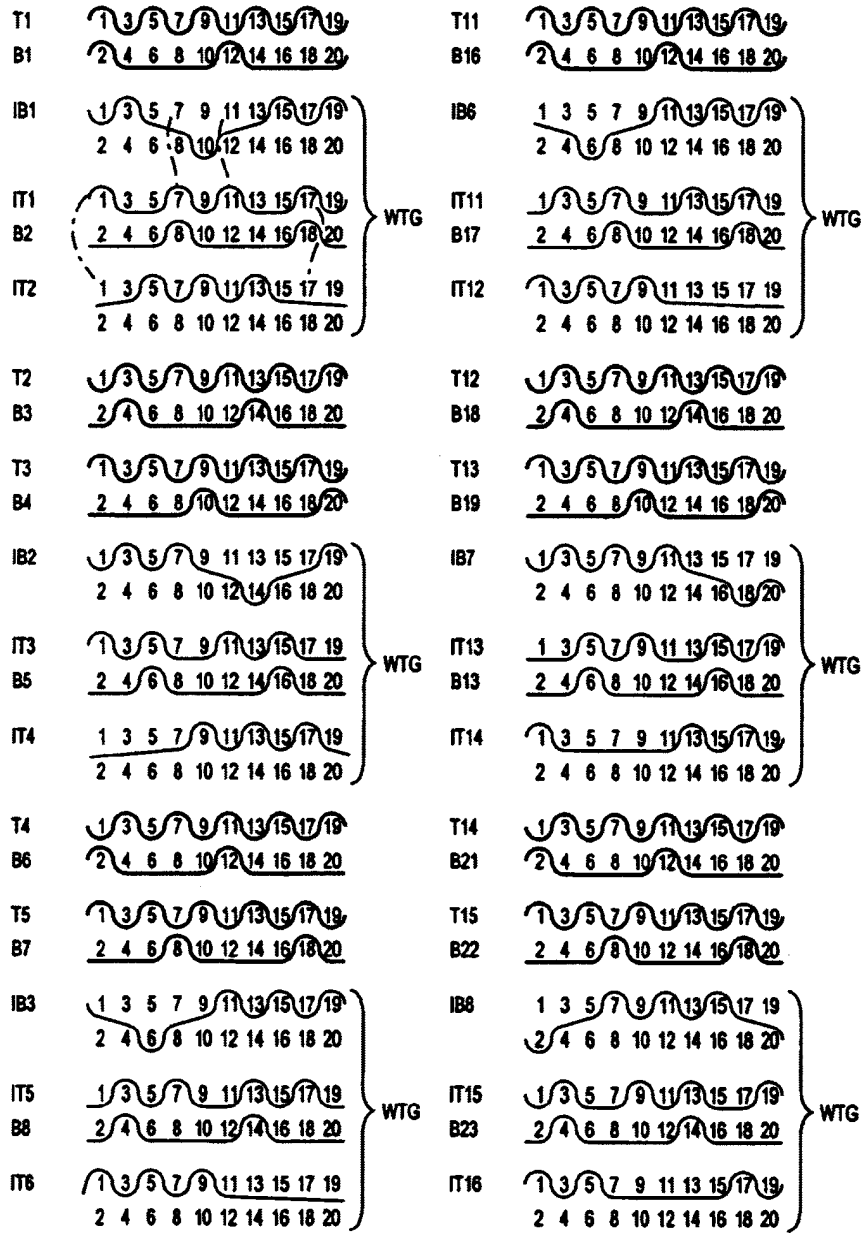 T1 1 3 5 7 9 11 13 15 17 19
B1 2 4 6 8 10 12 14 16 18 20
IB1 1 3 5 7 9 11 13 15 17 19
2 4 6 8 10 12 14 16 18 20
IT1 1 3 5 7 9 11 13 15 17 19
WTG
B2 2 4 6 8 10 12 14 16 18 20
IT2 1 3 5 7 9 11 13 15 17 19
2 4 6 8 10 12 14 16 18 20
T2 1 3 5 7 9 11 13 15 17 19
B3 2 4 6 8 10 12 14 16 18 20
T3 1 3 5 7 9 11 13 15 17 19
B4 2 4 6 8 10 12 14 16 18 20
IB2 1 3 5 7 9 11 13 15 17 19
2 4 6 8 10 12 14 16 18 20
IT3 1 3 5 7 9 11 13 15 17 19
WTG
B5 2 4 6 8 10 12 14 16 18 20
IT4 1 3 5 7 9 11 13 15 17 19
2 4 6 8 10 12 14 16 18 20
T4 1 3 5 7 9 11 13 15 17 19
B6 2 4 6 8 10 12 14 16 18 20
T5 1 3 5 7 9 11 13 15 17 19
B7 2 4 6 8 10 12 14 16 18 20
IB3 1 3 5 7 9 11 13 15 17 19
2 4 6 8 10 12 14 16 18 20
IT5 1 3 5 7 9 11 13 15 17 19
WTG
B8 2 4 6 8 10 12 14 16 18 20
IT6 1 3 5 7 9 11 13 15 17 19
2 4 6 8 10 12 14 16 18 20
T11 1 3 5 7 9 11 13 15 17 19
B16 2 4 6 8 10 12 14 16 18 20
IB6 1 3 5 7 9 11 13 15 17 19
2 4 6 8 10 12 14 16 18 20
IT11 1 3 5 7 9 11 13 15 17 19
WTG
B17 2 4 6 8 10 12 14 16 18 20
IT12 1 3 5 7 9 11 13 15 17 19
2 4 6 8 10 12 14 16 18 20
T12 1 3 5 7 9 11 13 15 17 19
B18 2 4 6 8 10 12 14 16 18 20
T13 1 3 5 7 9 11 13 15 17 19
B19 2 4 6 8 10 12 14 16 18 20
IB7 1 3 5 7 9 11 13 15 17 19
2 4 6 8 10 12 14 16 18 20
IT13 1 3 5 7 9 11 13 15 17 19
WTG
B13 2 4 6 8 10 12 14 16 18 20
IT14 1 3 5 7 9 11 13 15 17 19
2 4 6 8 10 12 14 16 18 20
T14 1 3 5 7 9 11 13 15 17 19
B21 2 4 6 8 10 12 14 16 18 20
T15 1 3 5 7 9 11 13 15 17 19
B22 2 4 6 8 10 12 14 16 18 20
IB8 1 3 5 7 9 11 13 15 17 19
2 4 6 8 10 12 14 16 18 20
IT15 1 3 5 7 9 11 13 15 17 19
WTG
B23 2 4 6 8 10 12 14 16 18 20
IT16 1 3 5 7 9 11 13 15 17 19
2 4 6 8 10 12 14 16 18 20